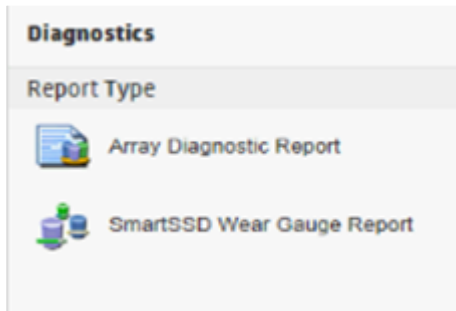 Diagnostics
Report Type
Array Diagnostic Report
SmartSSD Wear Gauge Report